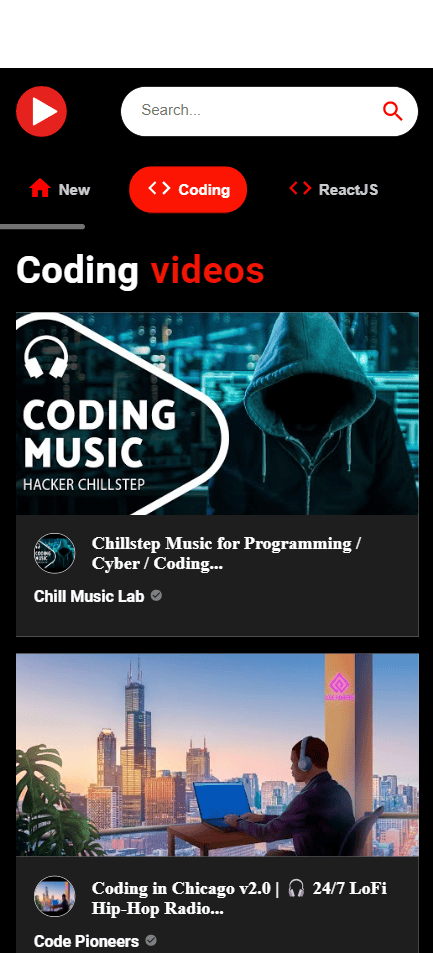 Search...
New
Coding
ReactJS
Coding videos
CODING
MUSIC
HACKER CHILLSTEP
Chillstep Music for Programming /
Cyber / Coding...
Chill Music Lab
Coding in Chicago v2.0 | 🎧 24/7 LoFi
Hip-Hop Radio...
Code Pioneers